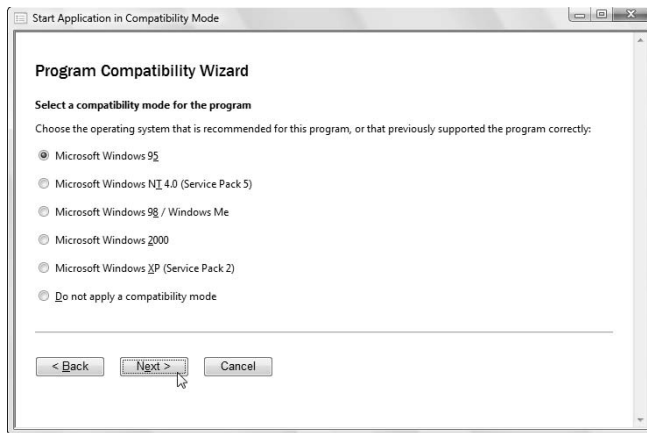 Start Application in Compatibility Mode
Program Compatibility Wizard
Select a compatibility mode for the program
Choose the operating system that is recommended for this program, or that previously supported the program correctly:
Microsoft Windows 95
Microsoft Windows NT 4.0 (Service Pack 5)
Microsoft Windows 98 / Windows Me
Microsoft Windows 2000
Microsoft Windows XP (Service Pack 2)
Do not apply a compatibility mode
< Back Next > Cancel